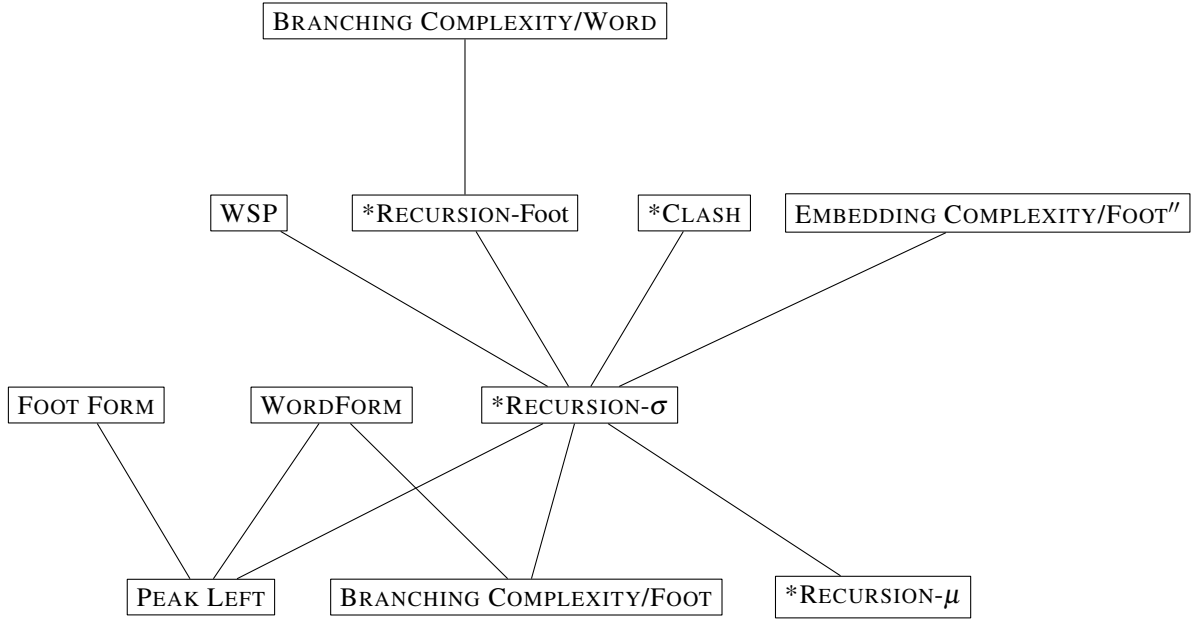 BRANCHING COMPLEXITY/WORD
WSP
*RECURSION-Foot
*CLASH
EMBEDDING COMPLEXITY/FOOT″
FOOT FORM
WORDFORM
*RECURSION-σ
PEAK LEFT
BRANCHING COMPLEXITY/FOOT
*RECURSION-μ